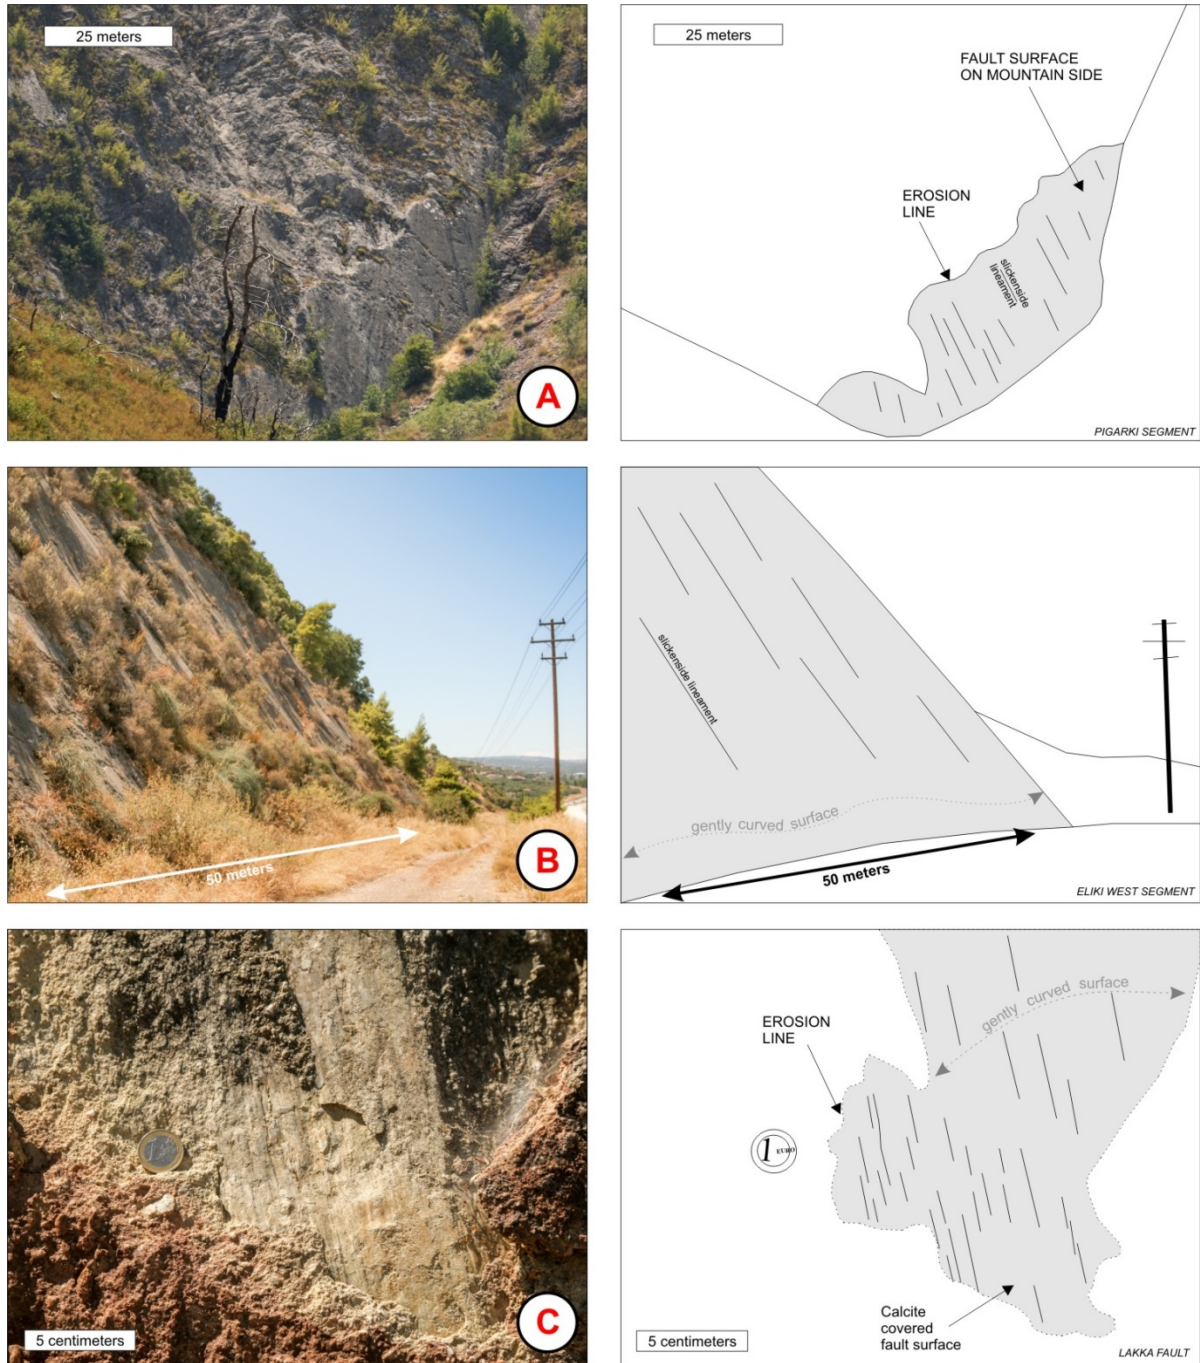 25 meters
A
25 meters
FAULT SURFACE
ON MOUNTAIN SIDE
EROSION
LINE
slickenside
lineament
PIGARKI SEGMENT
50 meters
B
slickenside lineament
gently curved surface
50 meters
ELIKI WEST SEGMENT
5 centimeters
C
gently curved surface
EROSION
LINE
1 EURO
Calcite
covered
fault surface
5 centimeters
LAKKA FAULT